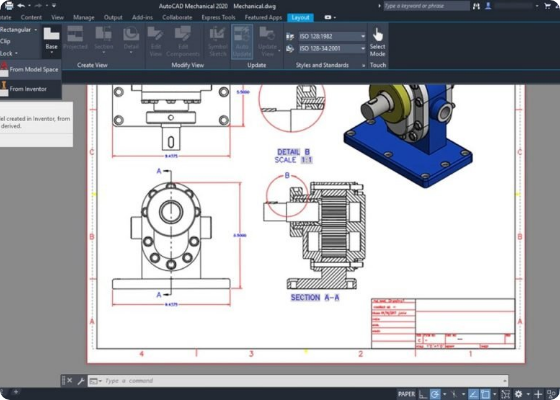 AutoCAD Mechanical 2020 Mechanical.dwg
Type a keyword or phrase
Inventor View Manage Output Add-ins Collaborate Express Tools Featured Apps Layout
Rectangular
Clip
Lock
Base
Projected Section Detail
Edit View
Edit Components
Symbol Sketch
Auto Update
Update View
ISO 128:1982
ISO 128-34:2001
Select Mode
Create View Modify View Update Styles and Standards Touch
From Model Space
From Inventor
el created in Inventor, from
derived.
C
C
DETAIL B
SCALE 1:1
A
B
B
B
A
SECTION A-A
A
A
4 3 2 1
Type a command
PAPER